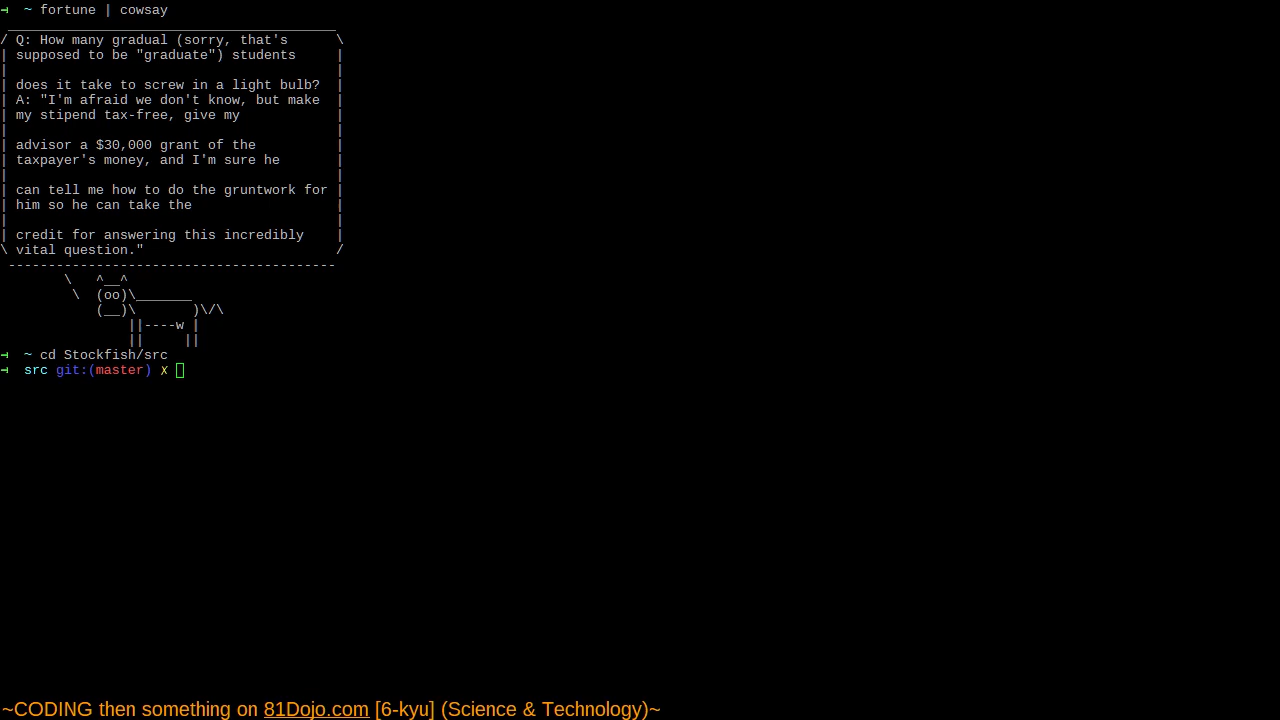 →  ~ fortune | cowsay
 _________________________________________
/ Q: How many gradual (sorry, that's      \
| supposed to be "graduate") students     |
|                                         |
| does it take to screw in a light bulb?  |
| A: "I'm afraid we don't know, but make  |
| my stipend tax-free, give my            |
|                                         |
| advisor a $30,000 grant of the          |
| taxpayer's money, and I'm sure he       |
|                                         |
| can tell me how to do the gruntwork for |
| him so he can take the                  |
|                                         |
| credit for answering this incredibly    |
\ vital question."                        /
 -----------------------------------------
        \   ^__^
         \  (oo)\_______
            (__)\       )\/\
                ||----w |
                ||     ||
→  ~ cd Stockfish/src
→  src git:(master) ✗
~CODING then something on 81Dojo.com [6-kyu] (Science & Technology)~